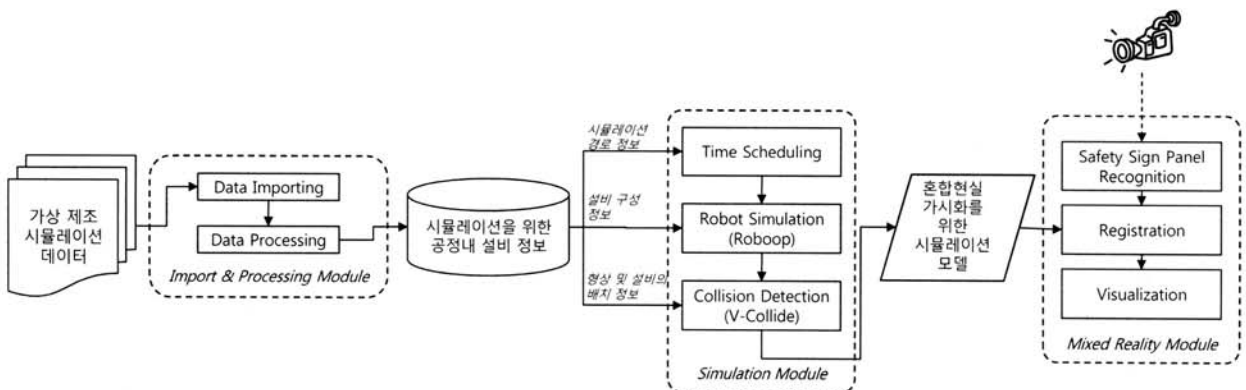 가상 제조
시뮬레이션
데이터
Data Importing
Data Processing
Import & Processing Module
시뮬레이션을 위한
공정내 설비 정보
시뮬레이션
경로 정보
설비 구성
정보
형상 및 설비의
배치 정보
Time Scheduling
Robot Simulation
(Roboop)
Collision Detection
(V-Collide)
Simulation Module
혼합현실
가시화를
위한
시뮬레이션
모델
Safety Sign Panel
Recognition
Registration
Visualization
Mixed Reality Module